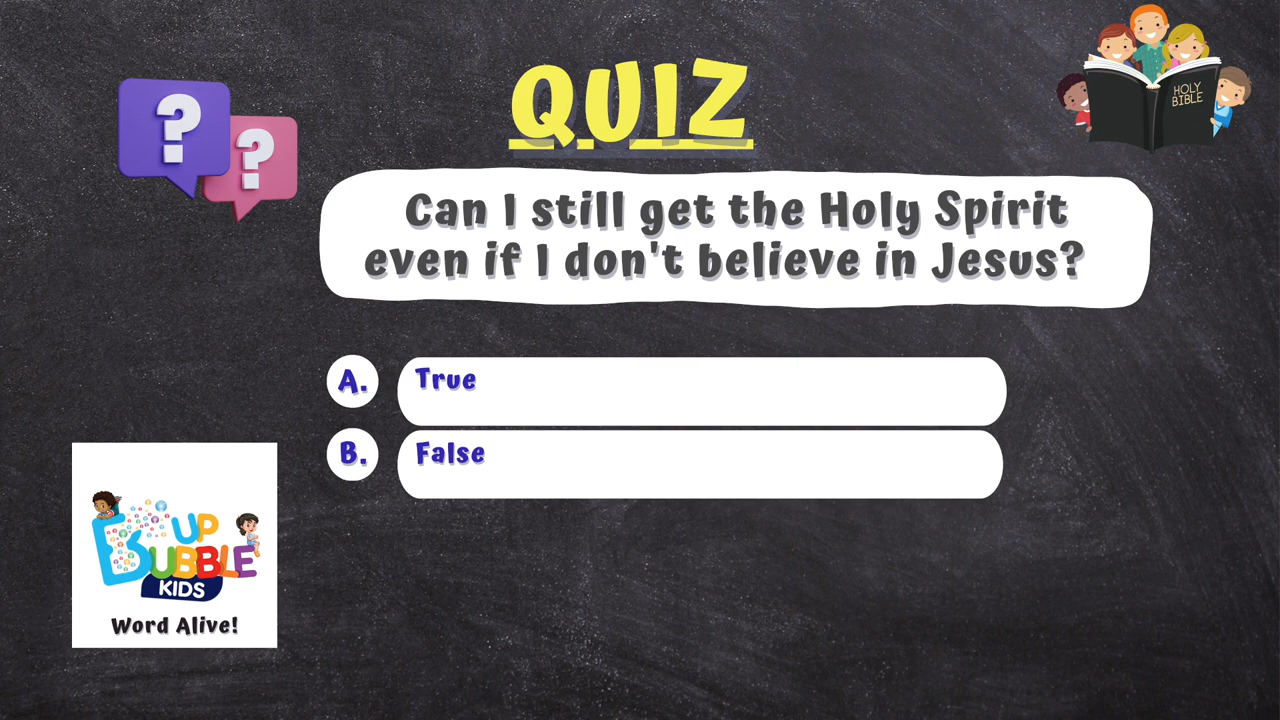 QUIZ
? ?
HOLY
BIBLE
Can I still get the Holy Spirit
even if I don't believe in Jesus?
A. True
B. False
UP
BUBBLE
KIDS
Word Alive!